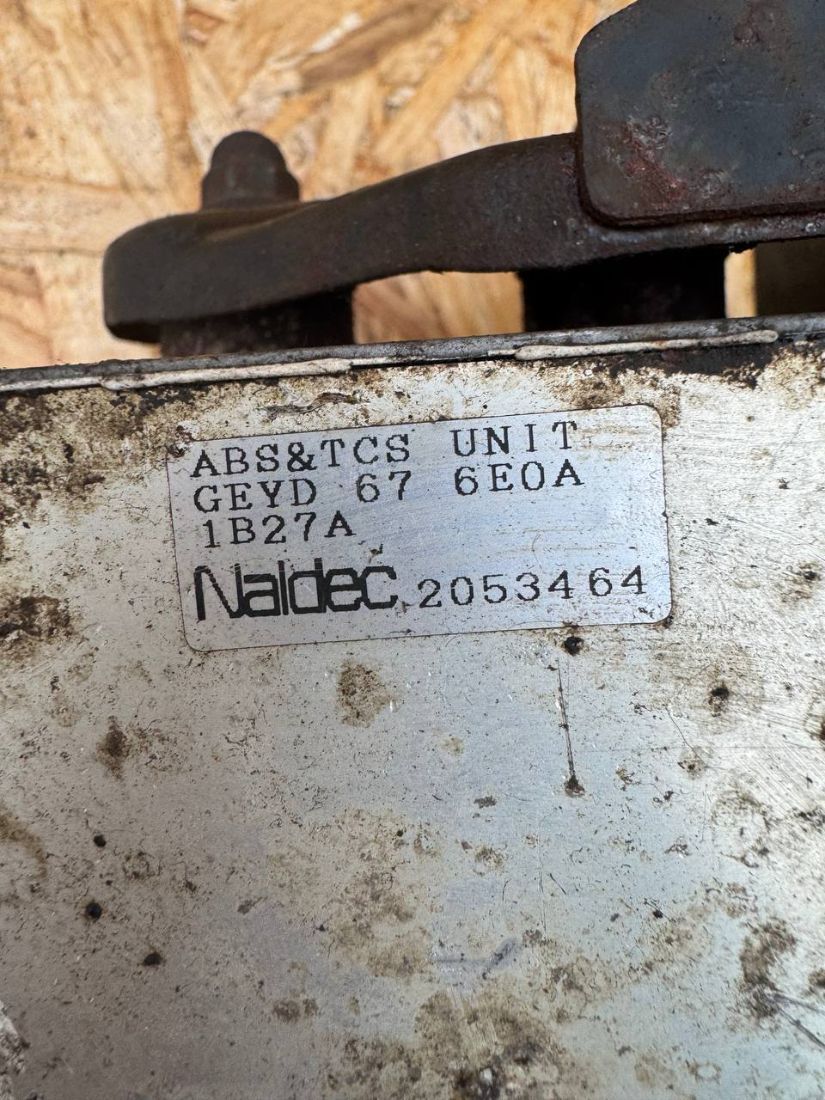 ABS&TCS UNIT
GEYD 67 6E0A
1B27A
Naldec 2053464